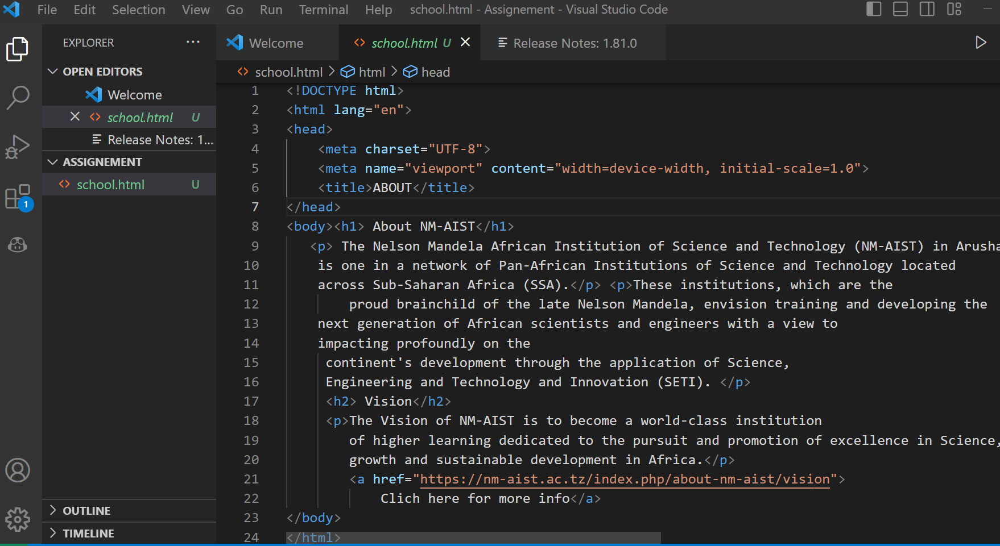 File Edit Selection View Go Run Terminal Help school.html - Assignement - Visual Studio Code
EXPLORER ···
Welcome school.html U Release Notes: 1.81.0
OPEN EDITORS
Welcome
school.html U
Release Notes: 1...
ASSIGNEMENT
school.html U
1
OUTLINE
TIMELINE
school.html > html > head
1 <!DOCTYPE html>
2 <html lang="en">
3 <head>
4 <meta charset="UTF-8">
5 <meta name="viewport" content="width=device-width, initial-scale=1.0">
6 <title>ABOUT</title>
7 </head>
8 <body><h1> About NM-AIST</h1>
9 <p> The Nelson Mandela African Institution of Science and Technology (NM-AIST) in Arusha
10 is one in a network of Pan-African Institutions of Science and Technology located
11 across Sub-Saharan Africa (SSA).</p> <p>These institutions, which are the
12 proud brainchild of the late Nelson Mandela, envision training and developing the
13 next generation of African scientists and engineers with a view to
14 impacting profoundly on the
15 continent's development through the application of Science,
16 Engineering and Technology and Innovation (SETI). </p>
17 <h2> Vision</h2>
18 <p>The Vision of NM-AIST is to become a world-class institution
19 of higher learning dedicated to the pursuit and promotion of excellence in Science,
20 growth and sustainable development in Africa.</p>
21 <a href="https://nm-aist.ac.tz/index.php/about-nm-aist/vision">
22 Clich here for more info</a>
23 </body>
24 </html>